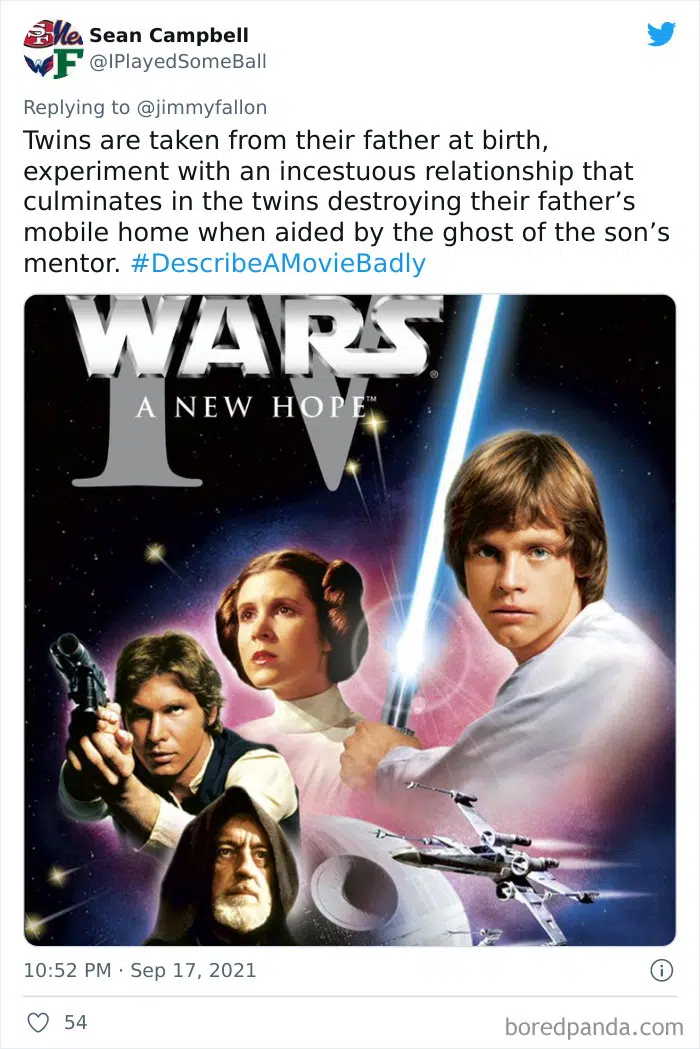 Sean Campbell
@IPlayedSomeBall
Replying to @jimmyfallon
Twins are taken from their father at birth,
experiment with an incestuous relationship that
culminates in the twins destroying their father’s
mobile home when aided by the ghost of the son’s
mentor. #DescribeAMovieBadly
WARS®
IV
A NEW HOPE™
10:52 PM · Sep 17, 2021
54
boredpanda.com